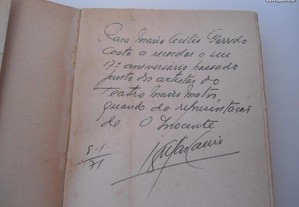 Para Maria Cecília Garrido
Costa a recordar o seu
17º aniversário passado
junto dos artistas do
Teatro Maria Matos,
quando da representação
de O Inocente
8-1
/71